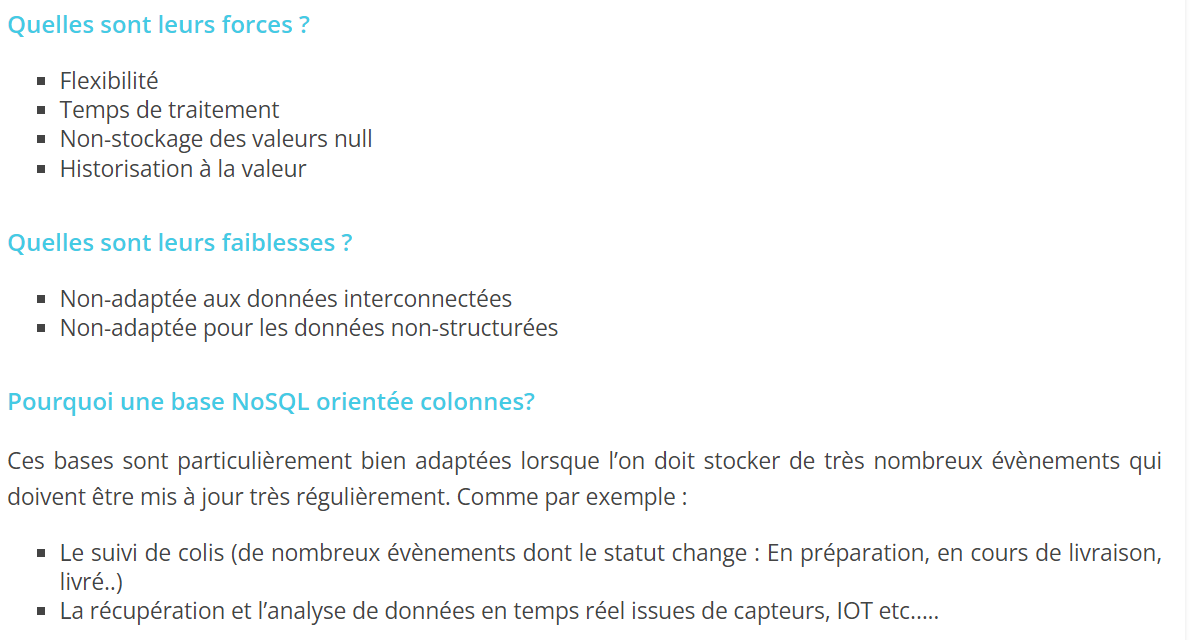 Quelles sont leurs forces ?
▪ Flexibilité
▪ Temps de traitement
▪ Non-stockage des valeurs null
▪ Historisation à la valeur
Quelles sont leurs faiblesses ?
▪ Non-adaptée aux données interconnectées
▪ Non-adaptée pour les données non-structurées
Pourquoi une base NoSQL orientée colonnes?
Ces bases sont particulièrement bien adaptées lorsque l’on doit stocker de très nombreux évènements qui
doivent être mis à jour très régulièrement. Comme par exemple :
▪ Le suivi de colis (de nombreux évènements dont le statut change : En préparation, en cours de livraison,
livré..)
▪ La récupération et l’analyse de données en temps réel issues de capteurs, IOT etc…..